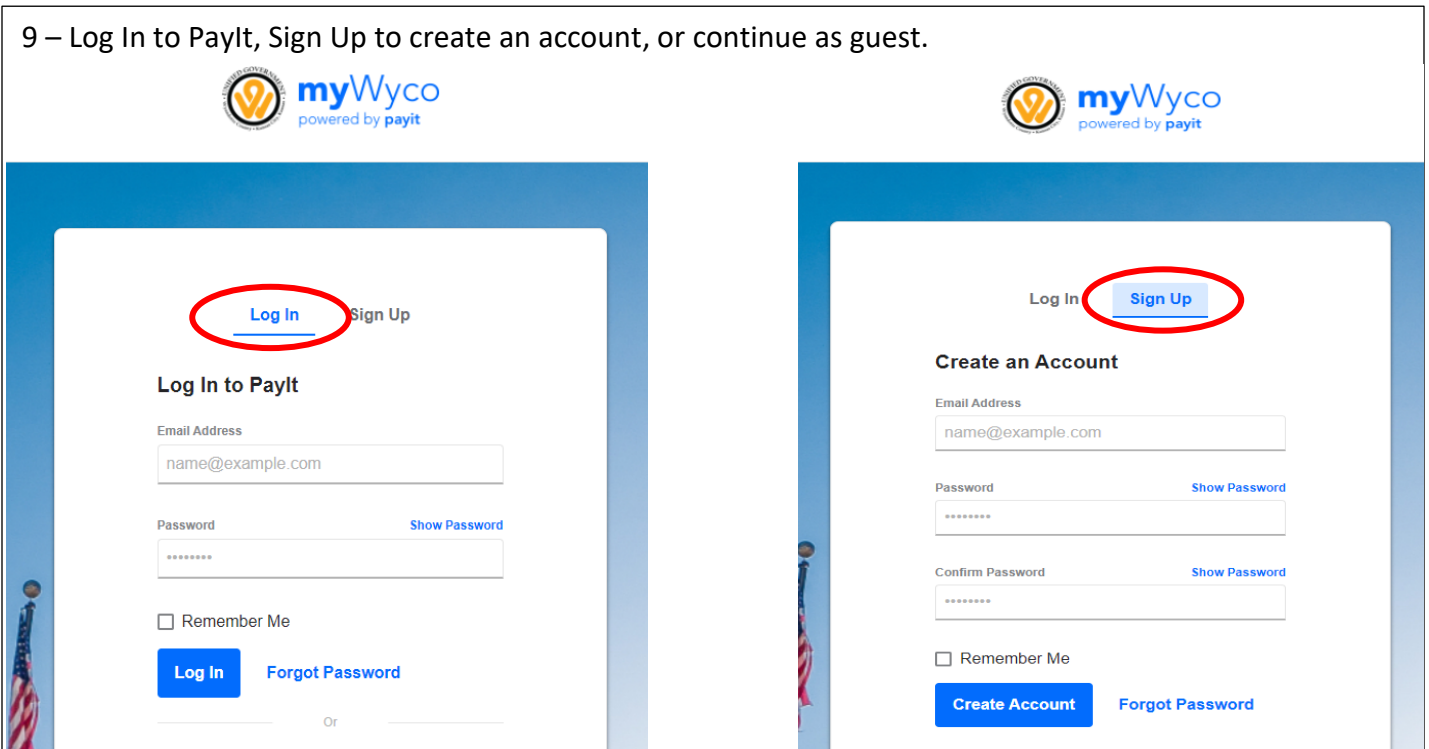 9 – Log In to PayIt, Sign Up to create an account, or continue as guest.
myWyco
powered by payit
Log In Sign Up
Log In to PayIt
Email Address
name@example.com
Password Show Password
••••••••
Remember Me
Log In Forgot Password
Or
myWyco
powered by payit
Log In Sign Up
Create an Account
Email Address
name@example.com
Password Show Password
••••••••
Confirm Password Show Password
••••••••
Remember Me
Create Account Forgot Password